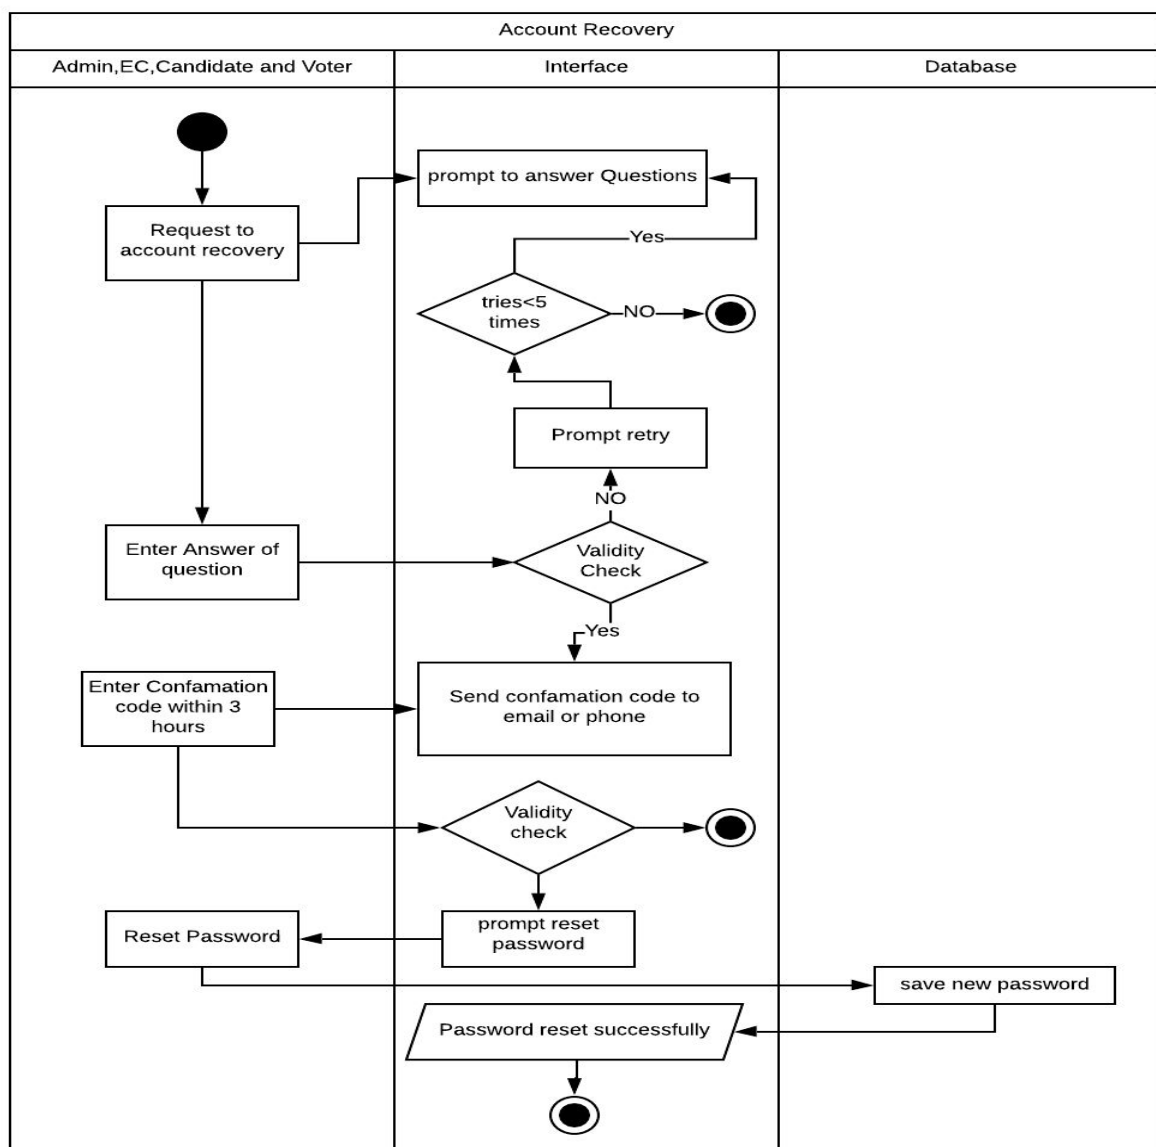 Account Recovery
Admin,EC,Candidate and Voter
Interface
Database
prompt to answer Questions
Request to
account recovery
Yes
tries<5
times
NO
Prompt retry
NO
Enter Answer of
question
Validity
Check
Yes
Enter Confamation
code within 3
hours
Send confamation code to
email or phone
Validity
check
Reset Password
prompt reset
password
save new password
Password reset successfully